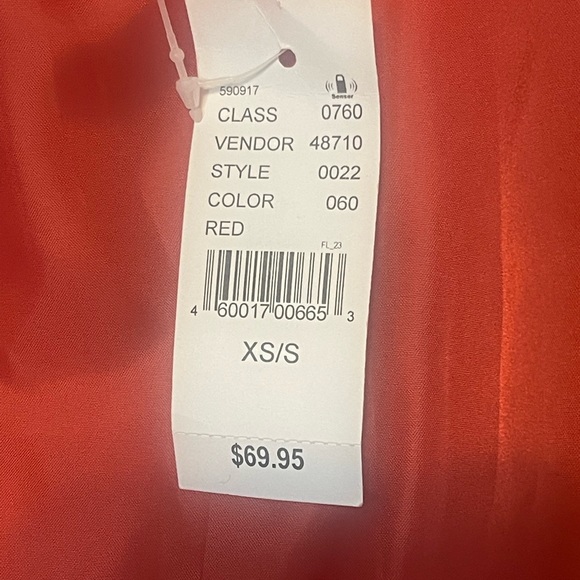 590917
Sensor
CLASS 0760
VENDOR 48710
STYLE 0022
COLOR 060
RED
FL_23
4 60017 00665 3
XS/S
$69.95